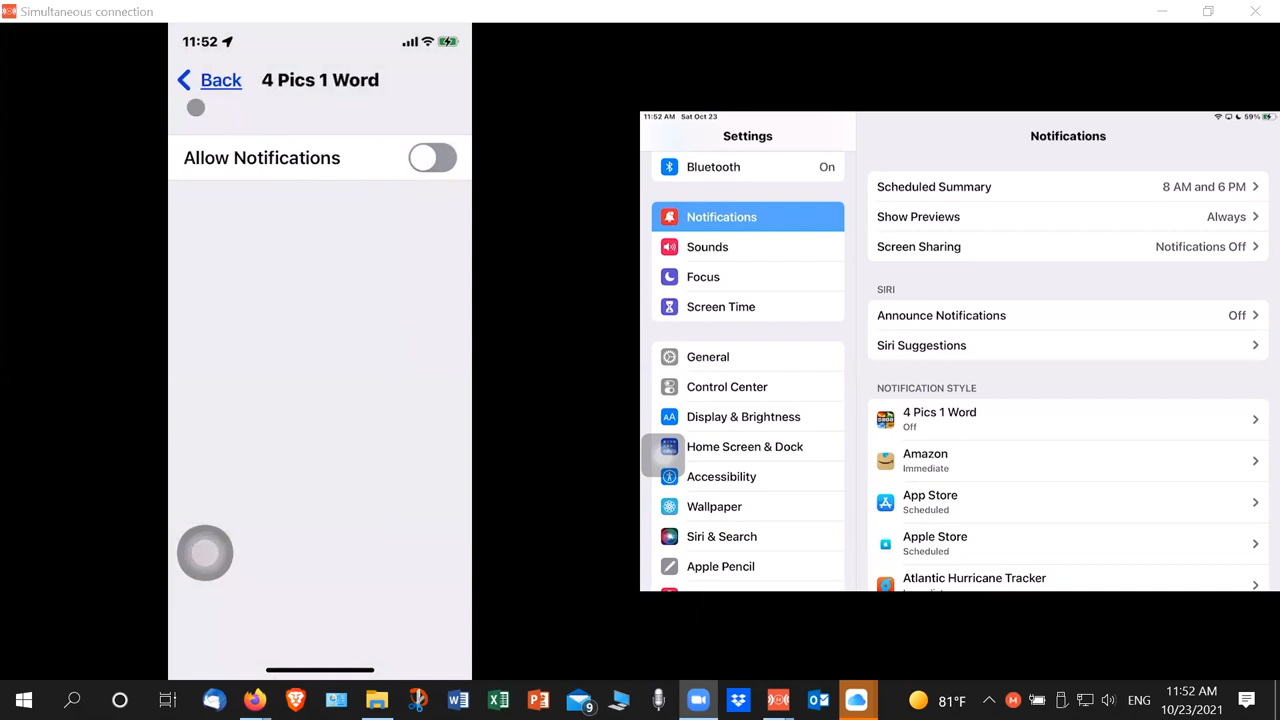 Simultaneous connection
11:52
Back 4 Pics 1 Word
Allow Notifications
11:52 AM Sat Oct 23
59%
Settings
Bluetooth On
Notifications
Sounds
Focus
Screen Time
General
Control Center
Display & Brightness
Home Screen & Dock
Accessibility
Wallpaper
Siri & Search
Apple Pencil
Notifications
Scheduled Summary 8 AM and 6 PM
Show Previews Always
Screen Sharing Notifications Off
SIRI
Announce Notifications Off
Siri Suggestions
NOTIFICATION STYLE
4 Pics 1 Word
Off
Amazon
Immediate
App Store
Scheduled
Apple Store
Scheduled
Atlantic Hurricane Tracker
9
81°F
ENG
11:52 AM
10/23/2021